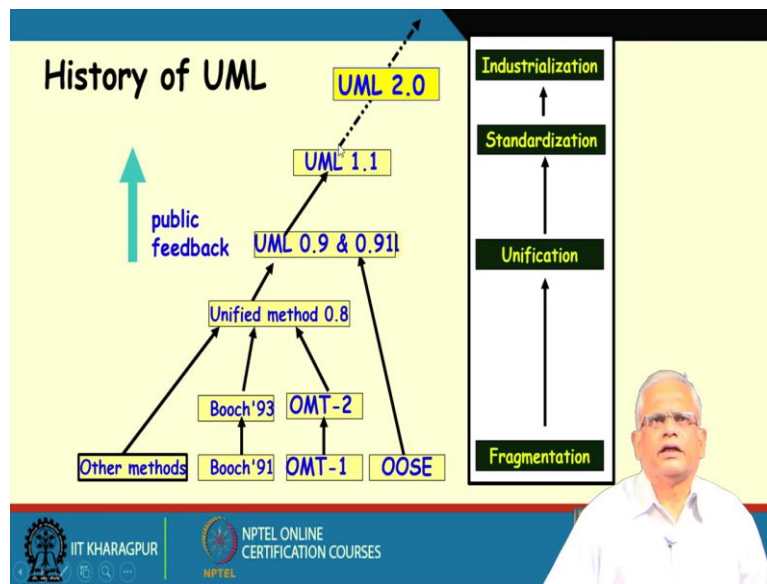 History of UML
UML 2.0
UML 1.1
public
feedback
UML 0.9 & 0.91
Unified method 0.8
Booch'93
OMT-2
Other methods
Booch'91
OMT-1
OOSE
Industrialization
Standardization
Unification
Fragmentation
IIT KHARAGPUR
NPTEL
NPTEL ONLINE
CERTIFICATION COURSES